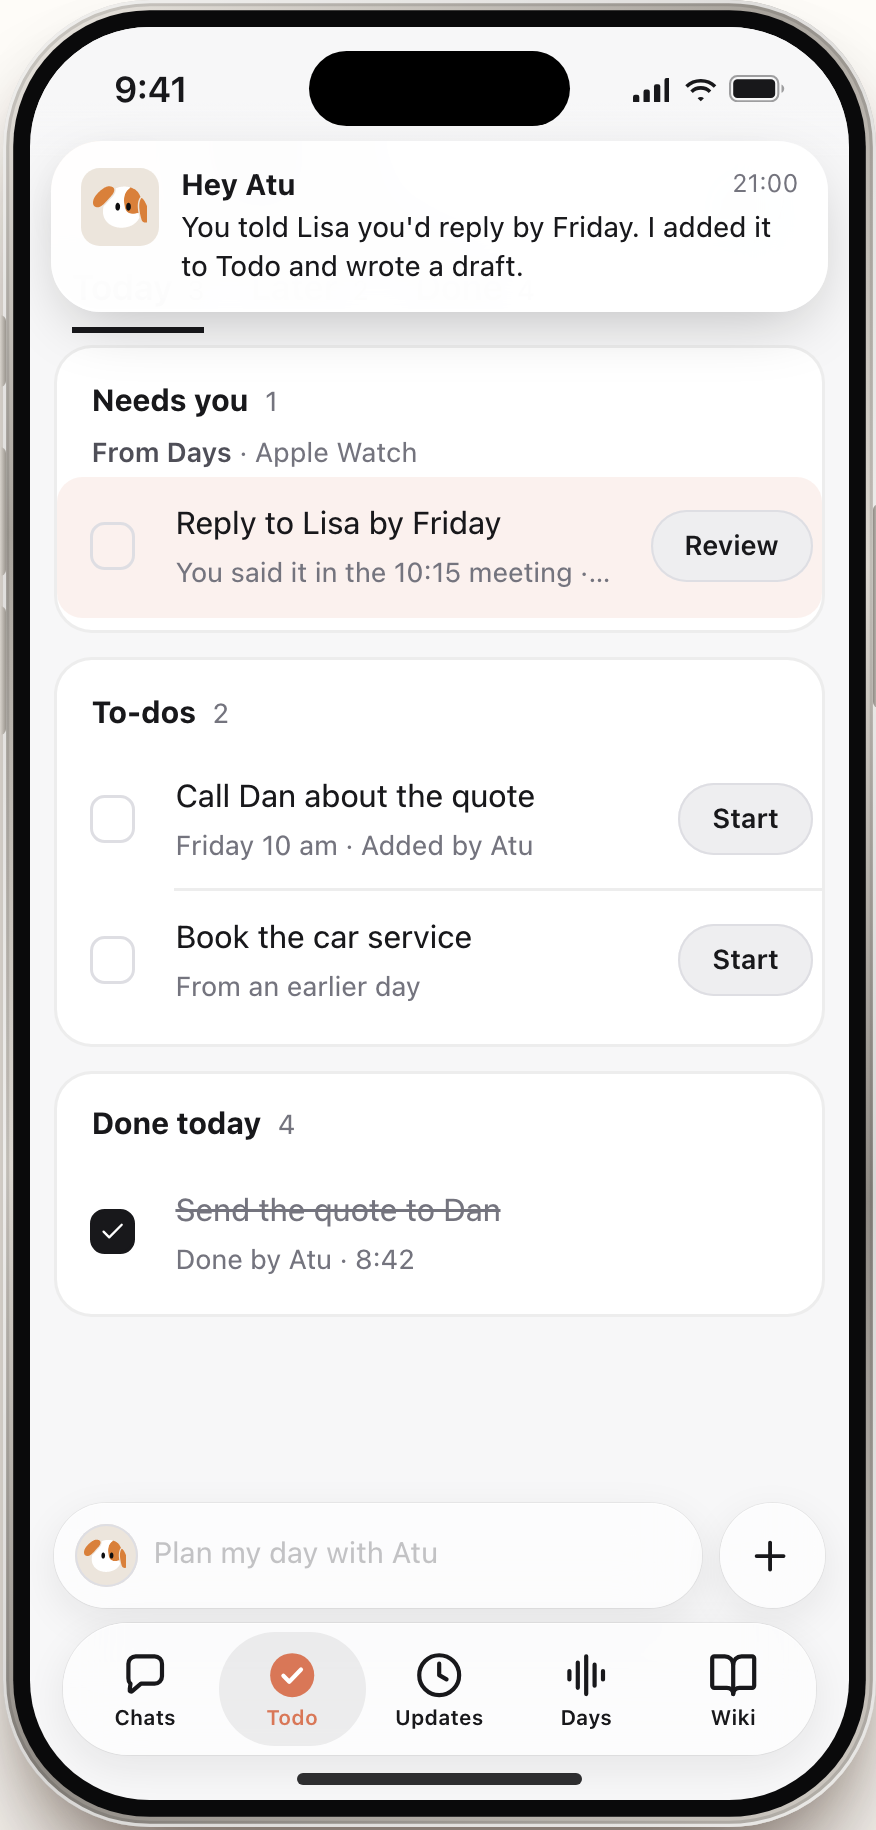 9:41
Hey Atu
21:00
You told Lisa you'd reply by Friday. I added it
to Todo and wrote a draft.
Needs you 1
From Days · Apple Watch
Reply to Lisa by Friday
You said it in the 10:15 meeting ·...
Review
To-dos 2
Call Dan about the quote
Friday 10 am · Added by Atu
Start
Book the car service
From an earlier day
Start
Done today 4
Send the quote to Dan
Done by Atu · 8:42
Plan my day with Atu
Chats
Todo
Updates
Days
Wiki